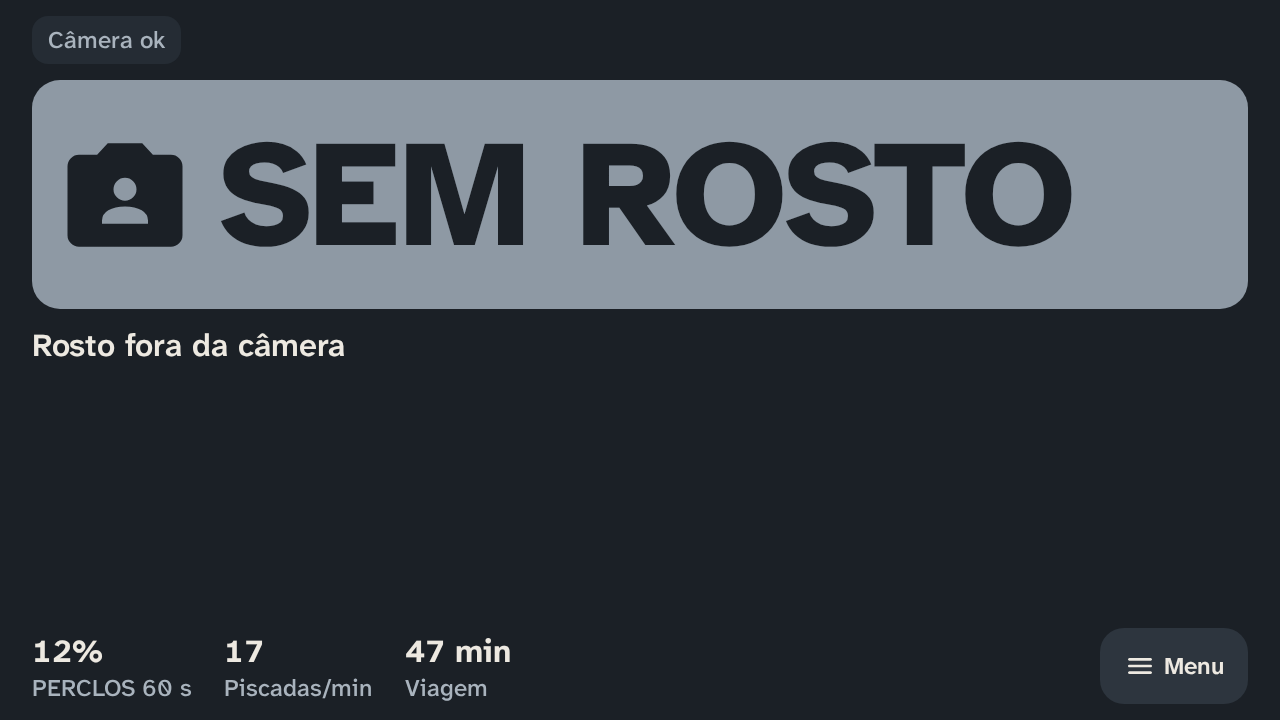 Câmera ok
SEM ROSTO
Rosto fora da câmera
12%
PERCLOS 60 s
17
Piscadas/min
47 min
Viagem
Menu